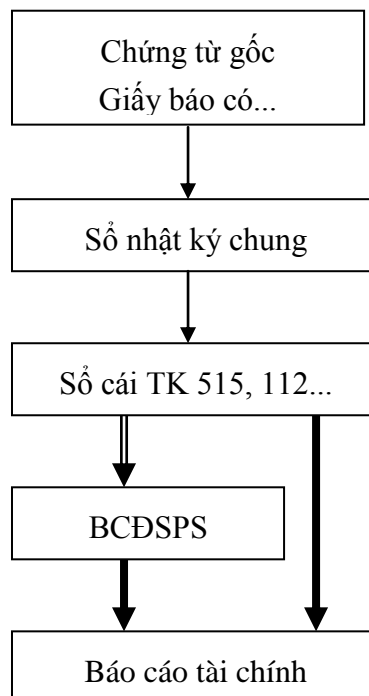 Chứng từ gốc
Giấy báo có...
Sổ nhật ký chung
Sổ cái TK 515, 112...
BCĐSPS
Báo cáo tài chính